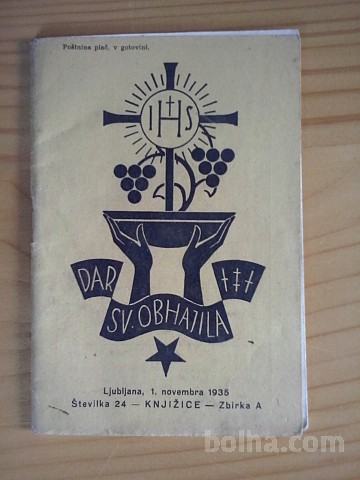 Poštnina plač. v gotovini.
IHS
DAR
SV. OBHAJILA
Ljubljana, 1. novembra 1935
Številka 24 — KNJIŽICE — Zbirka A
bolha.com